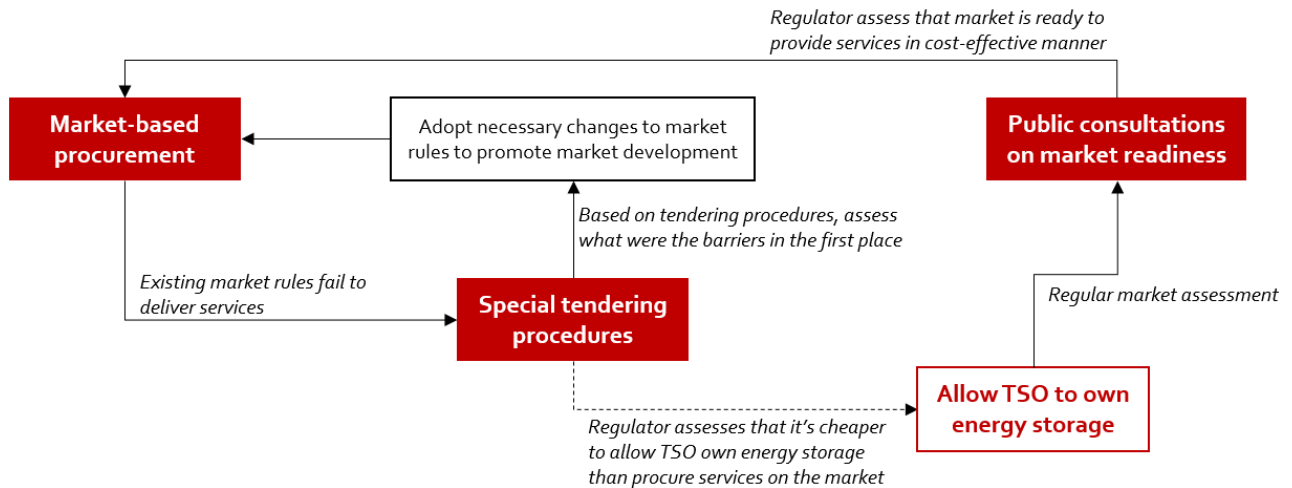 Regulator assess that market is ready to
provide services in cost-effective manner
Market-based
procurement
Adopt necessary changes to market
rules to promote market development
Public consultations
on market readiness
Based on tendering procedures, assess
what were the barriers in the first place
Existing market rules fail to
deliver services
Special tendering
procedures
Regular market assessment
Allow TSO to own
energy storage
Regulator assesses that it's cheaper
to allow TSO own energy storage
than procure services on the market